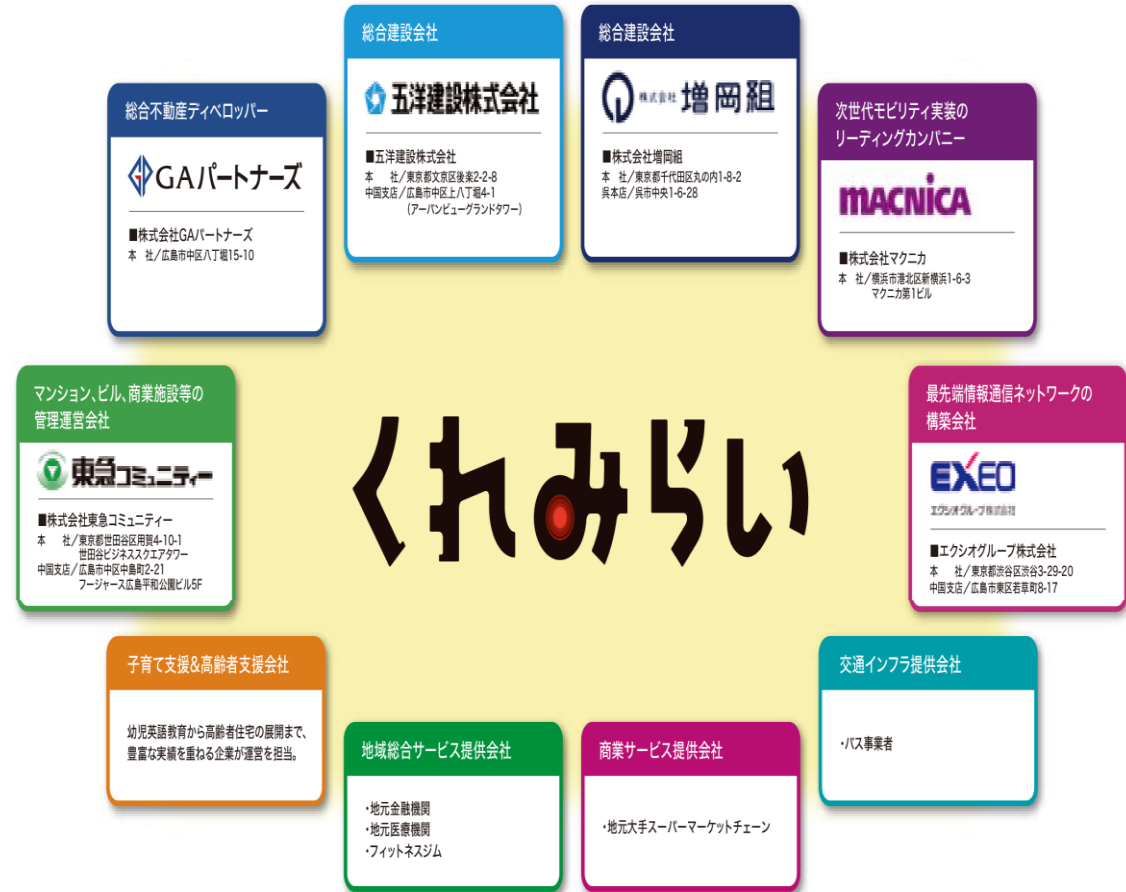 総合不動産ディベロッパー
GAパートナーズ
■株式会社GAパートナーズ
本 社/広島市中区八丁堀15-10
総合建設会社
五洋建設株式会社
■五洋建設株式会社
本 社/東京都文京区後楽2-2-8
中国支店/広島市中区上八丁堀4-1
(アーバンビューグランドタワー)
総合建設会社
株式会社 増岡組
■株式会社増岡組
本 社/東京都千代田区丸の内1-8-2
呉本店/呉市中央1-6-28
次世代モビリティ実装の
リーディングカンパニー
MACNICA
■株式会社マクニカ
本 社/横浜市港北区新横浜1-6-3
マクニカ第1ビル
マンション、ビル、商業施設等の
管理運営会社
東急コミュニティー
■株式会社東急コミュニティー
本 社/東京都世田谷区用賀4-10-1
世田谷ビジネススクエアタワー
中国支店/広島市中区中島町2-21
フージャース広島平和公園ビル5F
くれみらい
最先端情報通信ネットワークの
構築会社
EXEO
エクシオグループ株式会社
■エクシオグループ株式会社
本 社/東京都渋谷区渋谷3-29-20
中国支店/広島市東区若草町8-17
子育て支援&高齢者支援会社
幼児英語教育から高齢者住宅の展開まで、
豊富な実績を重ねる企業が運営を担当。
地域総合サービス提供会社
・地元金融機関
・地元医療機関
・フィットネスジム
商業サービス提供会社
・地元大手スーパーマーケットチェーン
交通インフラ提供会社
・バス事業者